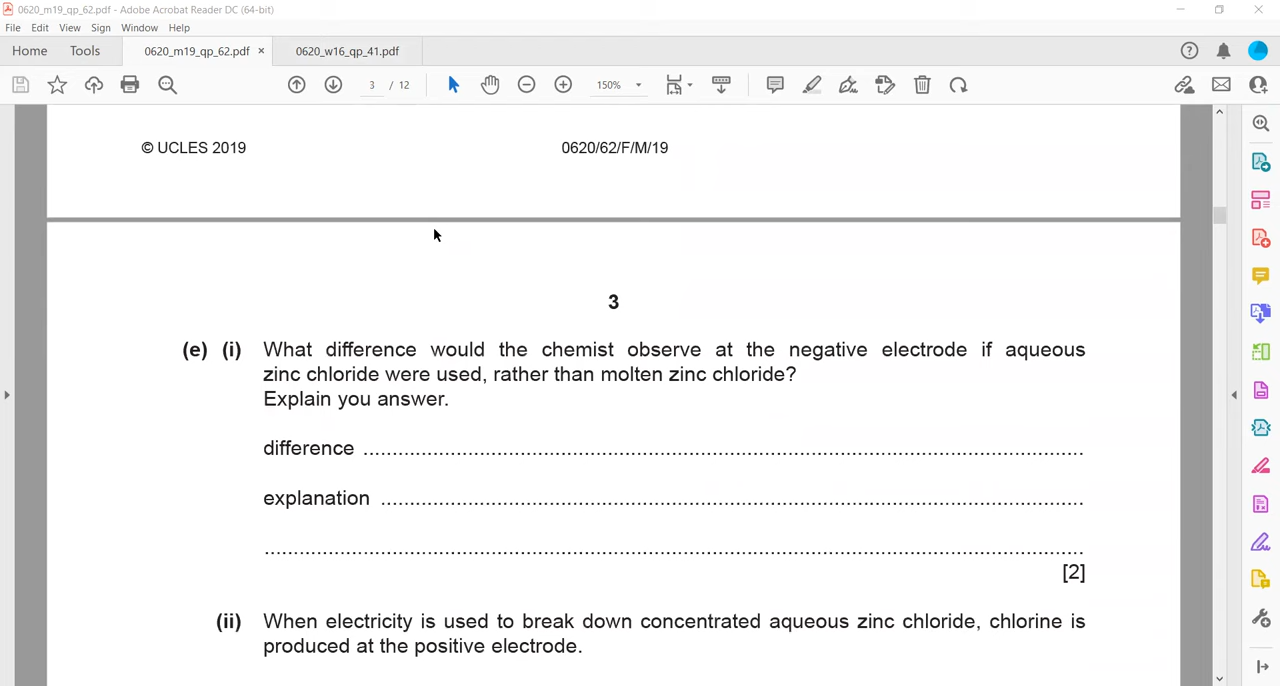 0620_m19_qp_62.pdf - Adobe Acrobat Reader DC (64-bit)
File Edit View Sign Window Help
Home Tools 0620_m19_qp_62.pdf × 0620_w16_qp_41.pdf
3 / 12 150%
© UCLES 2019 0620/62/F/M/19
3
(e) (i) What difference would the chemist observe at the negative electrode if aqueous
zinc chloride were used, rather than molten zinc chloride?
Explain you answer.
difference ........................................................................................................................
explanation .....................................................................................................................
.........................................................................................................................................
[2]
(ii) When electricity is used to break down concentrated aqueous zinc chloride, chlorine is
produced at the positive electrode.